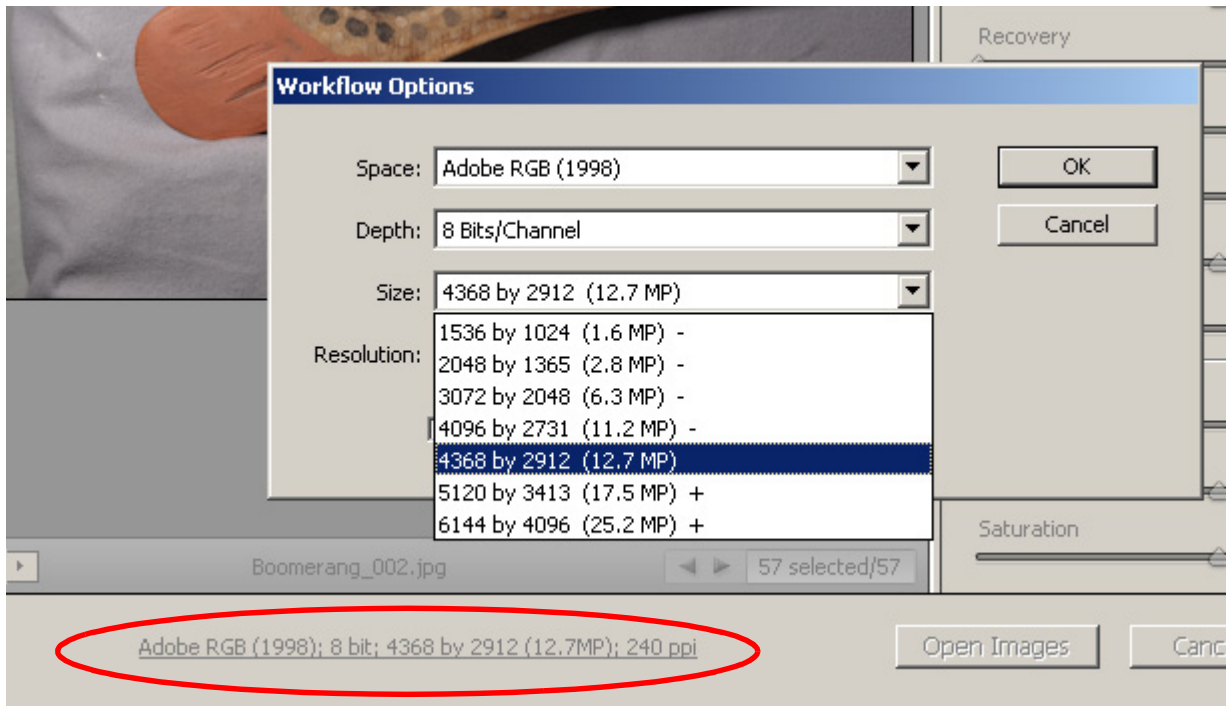 Recovery
Workflow Options
Space: Adobe RGB (1998)
OK
Depth: 8 Bits/Channel
Cancel
Size: 4368 by 2912 (12.7 MP)
Resolution:
1536 by 1024 (1.6 MP) -
2048 by 1365 (2.8 MP) -
3072 by 2048 (6.3 MP) -
4096 by 2731 (11.2 MP) -
4368 by 2912 (12.7 MP)
5120 by 3413 (17.5 MP) +
6144 by 4096 (25.2 MP) +
Saturation
Boomerang_002.jpg
57 selected/57
Adobe RGB (1998); 8 bit; 4368 by 2912 (12.7MP); 240 ppi
Open Images
Canc